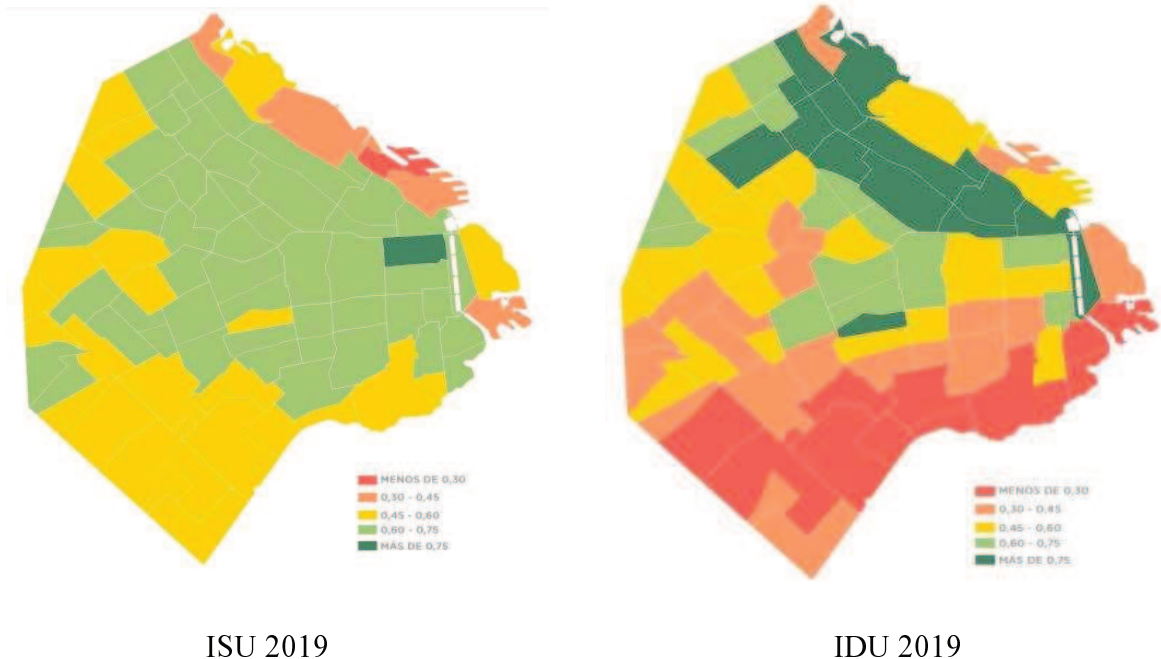 MENOS DE 0,30
0,30 - 0,45
0,45 - 0,60
0,60 - 0,75
MÁS DE 0,75
MENOS DE 0,30
0,30 - 0,45
0,45 - 0,60
0,60 - 0,75
MÁS DE 0,75
ISU 2019
IDU 2019